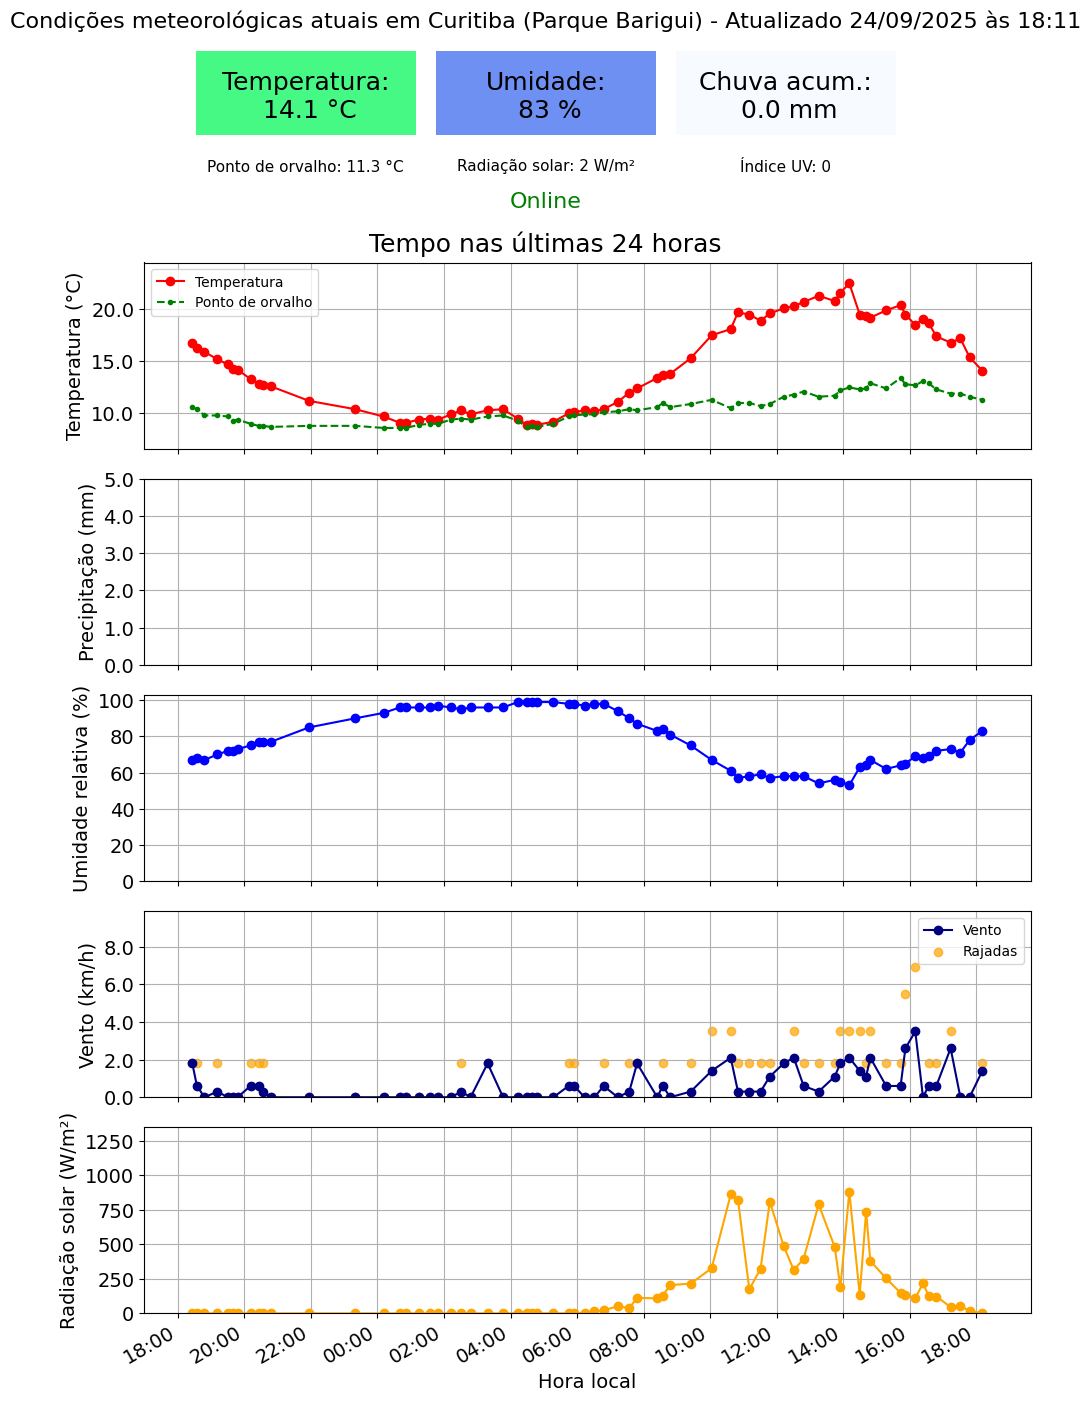 Condições meteorológicas atuais em Curitiba (Parque Barigui) - Atualizado 24/09/2025 às 18:11
Temperatura:
14.1 °C
Umidade:
83 %
Chuva acum.:
0.0 mm
Ponto de orvalho: 11.3 °C
Radiação solar: 2 W/m²
Índice UV: 0
Online
Tempo nas últimas 24 horas
Temperatura (°C)
20.0
15.0
10.0
Temperatura
Ponto de orvalho
Precipitação (mm)
5.0
4.0
3.0
2.0
1.0
0.0
Umidade relativa (%)
100
80
60
40
20
0
Vento (km/h)
8.0
6.0
4.0
2.0
0.0
Vento
Rajadas
Radiação solar (W/m²)
1250
1000
750
500
250
0
18:00
20:00
22:00
00:00
02:00
04:00
06:00
08:00
10:00
12:00
14:00
16:00
18:00
Hora local